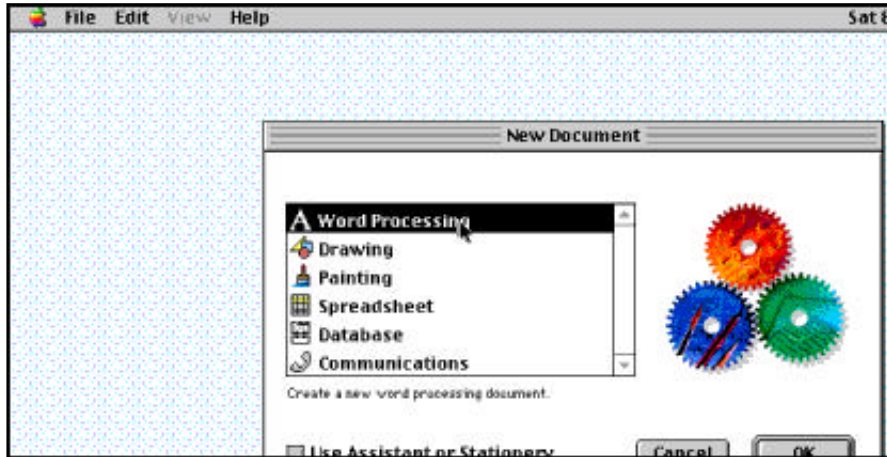 File Edit View Help Sat 8
New Document
Word Processing
Drawing
Painting
Spreadsheet
Database
Communications
Create a new word processing document.
Use Assistant or Stationery
Cancel OK